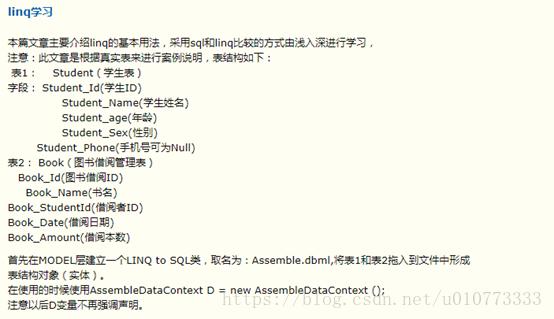 linq学习
本篇文章主要介绍linq的基本用法，采用sql和linq比较的方式由浅入深进行学习，
注意：此文章是根据真实表来进行案例说明，表结构如下：
表1：    Student（学生表）
字段： Student_Id(学生ID)
Student_Name(学生姓名)
Student_age(年龄)
Student_Sex(性别)
Student_Phone(手机号可为Null)
表2： Book（图书借阅管理表）
Book_Id(图书借阅ID)
Book_Name(书名)
Book_StudentId(借阅者ID)
Book_Date(借阅日期)
Book_Amount(借阅本数)
首先在MODEL层建立一个LINQ to SQL类，取名为：Assemble.dbml,将表1和表2拖入到文件中形成
表结构对象（实体）。
在使用的时候使用AssembleDataContext D = new AssembleDataContext ();
注意以后D变量不再强调声明。
https://blog.csdn.net/u010773333